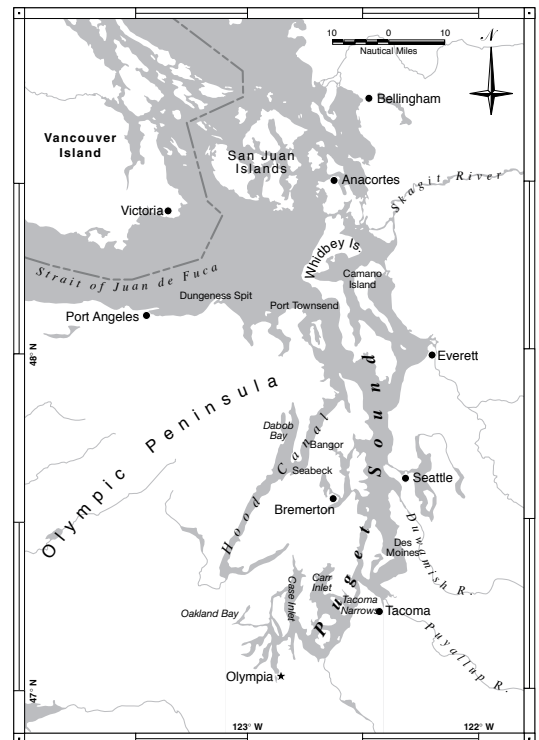 10 0 10
Nautical Miles
N
Bellingham
Vancouver
Island
San Juan
Islands
Anacortes
Skagit River
Victoria
Whidbey Is.
Camano
Island
Strait of Juan de Fuca
Dungeness Spit
Port Townsend
Port Angeles
48° N
Everett
Olympic Peninsula
Dabob
Bay
Hood Canal
Bangor
Seabeck
Puget Sound
Seattle
Bremerton
Duwamish R.
Des
Moines
Carr
Inlet
Case Inlet
Tacoma
Narrows
Tacoma
Oakland Bay
Puyallup R.
Olympia
47° N
123° W
122° W